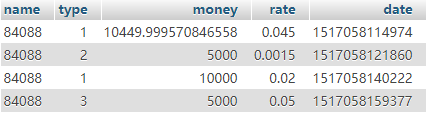 name type money rate date
84088 1 10449.999570846558 0.045 1517058114974
84088 2 5000 0.0015 1517058121860
84088 1 10000 0.02 1517058140222
84088 3 5000 0.05 1517058159377